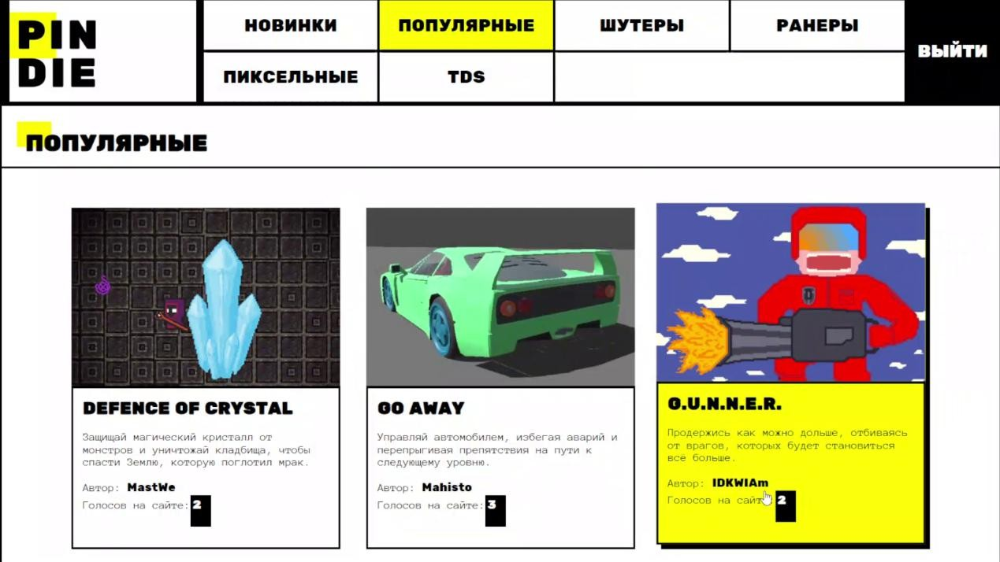 PIN
DIE
НОВИНКИ
ПОПУЛЯРНЫЕ
ШУТЕРЫ
РАНЕРЫ
ВЫЙТИ
ПИКСЕЛЬНЫЕ
TDS
ПОПУЛЯРНЫЕ
DEFENCE OF CRYSTAL
Защищай магический кристалл от
монстров и уничтожай кладбища, чтобы
спасти Землю, которую поглотил мрак.
Автор: MastWe
Голосов на сайте: 2
GO AWAY
Управляй автомобилем, избегая аварий и
перепрыгивая препятствия на пути к
следующему уровню.
Автор: Mahisto
Голосов на сайте: 3
G.U.N.N.E.R.
Продержись как можно дольше, отбиваясь
от врагов, которых будет становиться
всё больше.
Автор: IDKWIAm
Голосов на сайте: 2